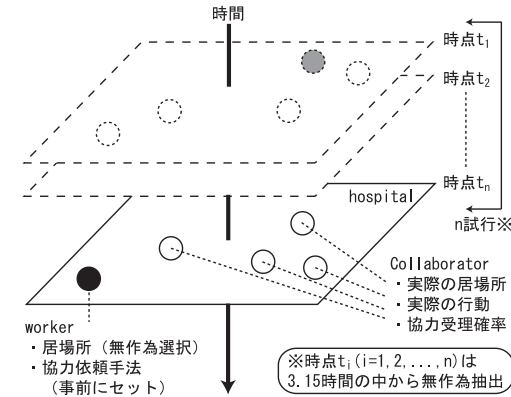 時間
時点t1
時点t2
時点tn
hospital
n試行※
Collaborator
・実際の居場所
・実際の行動
・協力受理確率
worker
・居場所（無作為選択）
・協力依頼手法
（事前にセット）
※時点ti(i=1,2,...,n)は
3.15時間の中から無作為抽出